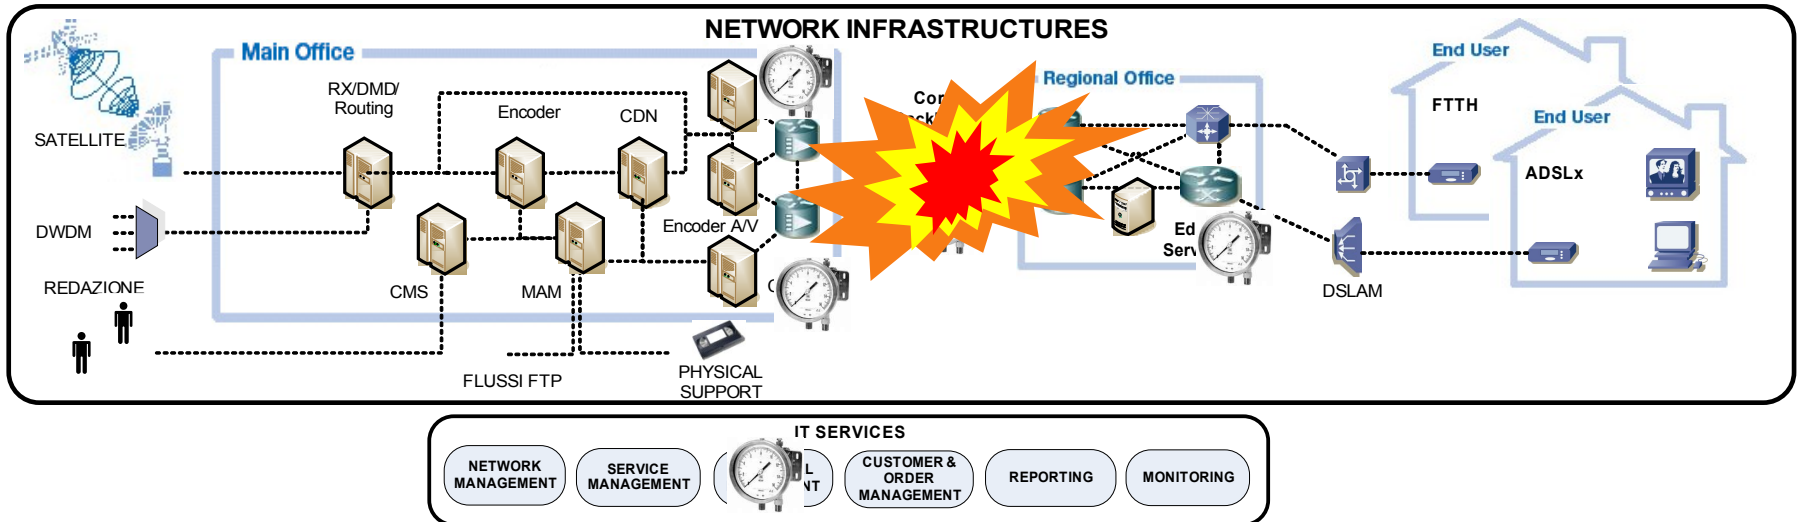 NETWORK INFRASTRUCTURES
Main Office
Regional Office
End User
End User
FTTH
ADSLx
SATELLITE
RX/DMD/
Routing
Encoder
CDN
DWDM
Encoder A/V
REDAZIONE
CMS
MAM
DSLAM
FLUSSI FTP
PHYSICAL
SUPPORT
IT SERVICES
NETWORK
MANAGEMENT
SERVICE
MANAGEMENT
CUSTOMER &
ORDER
MANAGEMENT
REPORTING
MONITORING